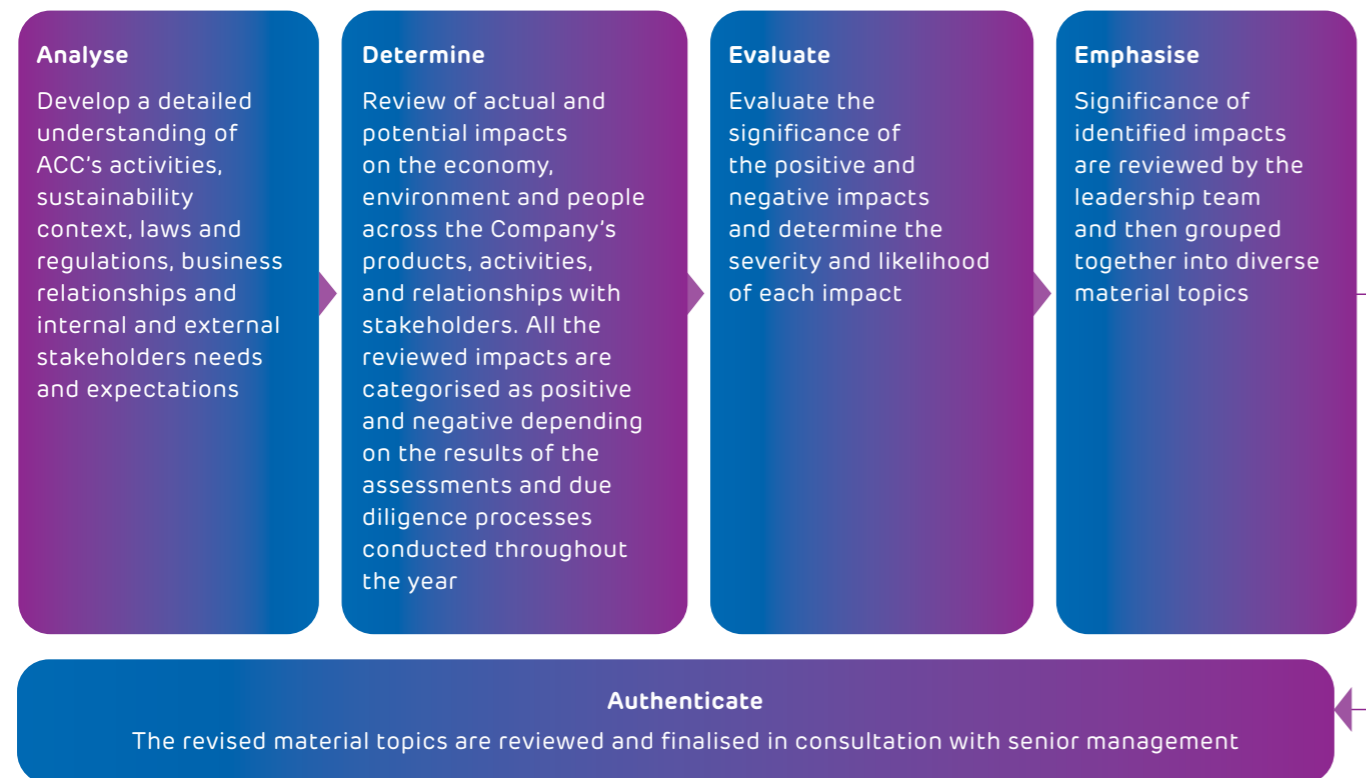 Analyse
Develop a detailed
understanding of
ACC's activities,
sustainability
context, laws and
regulations, business
relationships and
internal and external
stakeholders needs
and expectations
Determine
Review of actual and
potential impacts
on the economy,
environment and people
across the Company's
products, activities,
and relationships with
stakeholders. All the
reviewed impacts are
categorised as positive
and negative depending
on the results of the
assessments and due
diligence processes
conducted throughout
the year
Evaluate
Evaluate the
significance of
the positive and
negative impacts
and determine the
severity and likelihood
of each impact
Emphasise
Significance of
identified impacts
are reviewed by the
leadership team
and then grouped
together into diverse
material topics
Authenticate
The revised material topics are reviewed and finalised in consultation with senior management